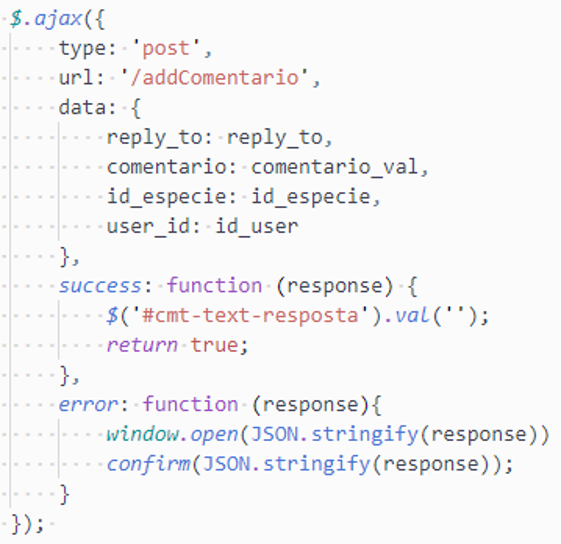 $.ajax({
type: 'post',
url: '/addComentario',
data: {
reply_to: reply_to,
comentario: comentario_val,
id_especie: id_especie,
user_id: id_user
},
success: function (response) {
$('#cmt-text-resposta').val('');
return true;
},
error: function (response){
window.open(JSON.stringify(response))
confirm(JSON.stringify(response));
}
});